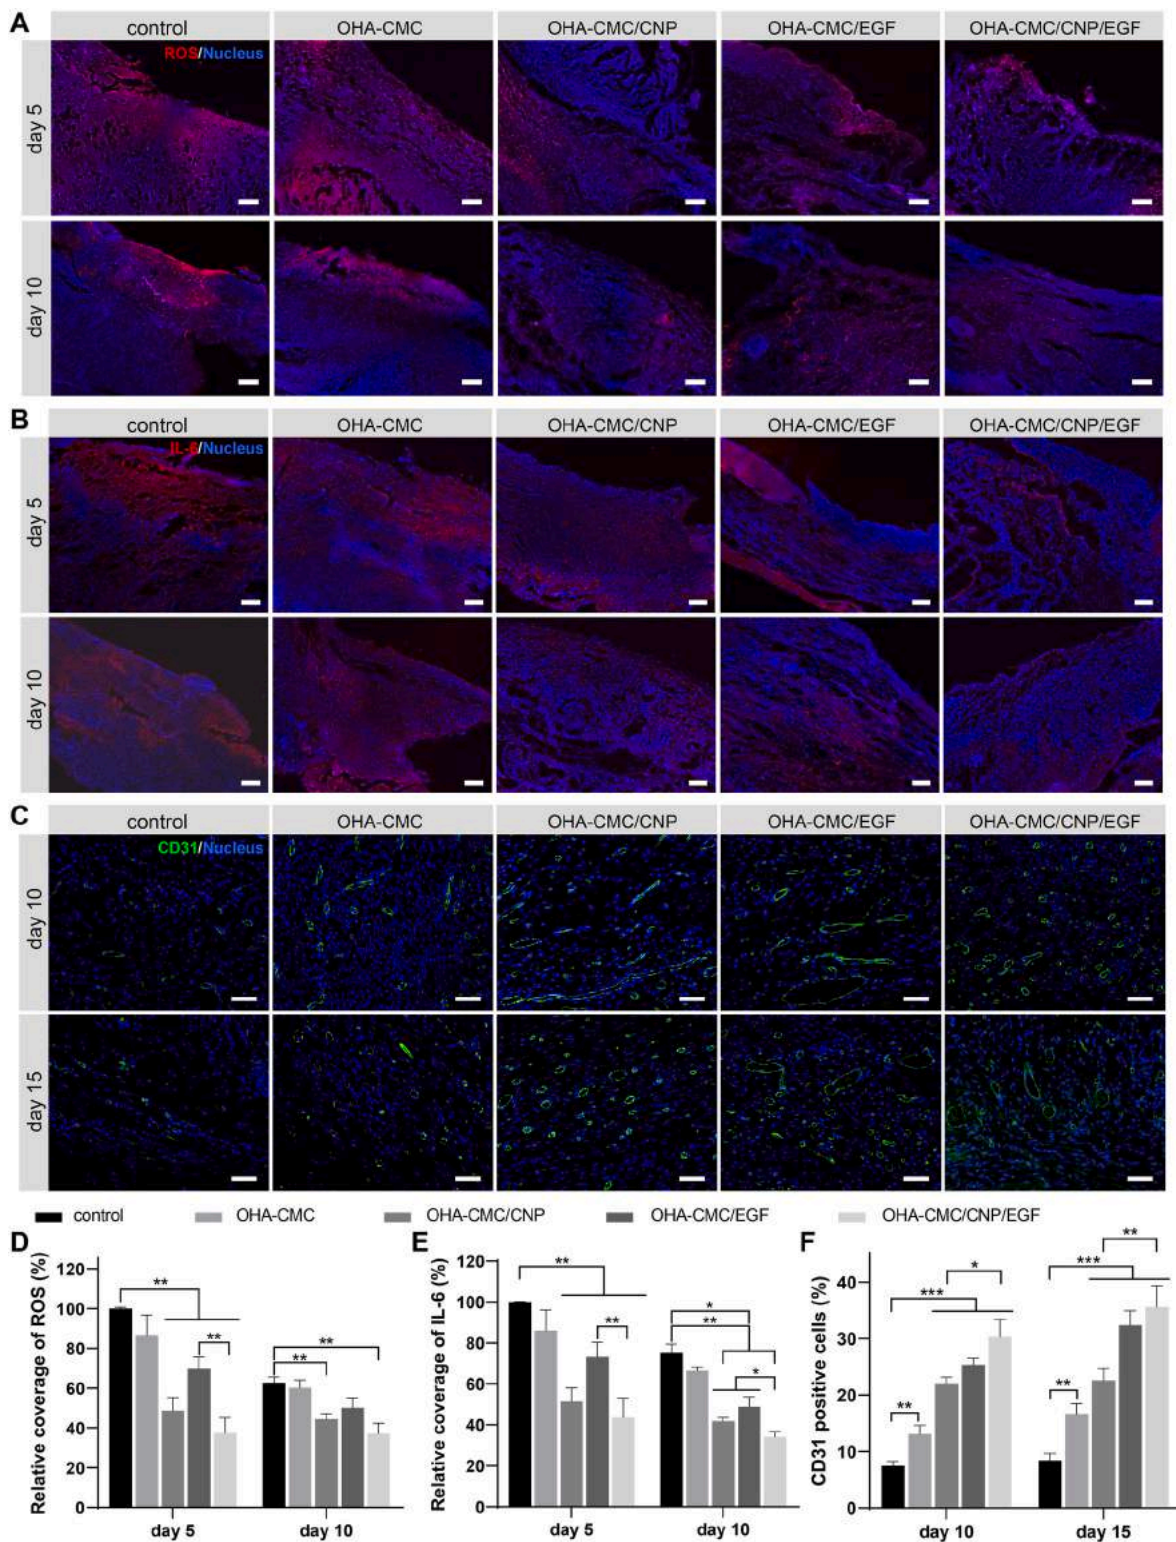 A
control OHA-CMC OHA-CMC/CNP OHA-CMC/EGF OHA-CMC/CNP/EGF
ROS/Nucleus
day 5
day 10
B
control OHA-CMC OHA-CMC/CNP OHA-CMC/EGF OHA-CMC/CNP/EGF
IL-6/Nucleus
day 5
day 10
C
control OHA-CMC OHA-CMC/CNP OHA-CMC/EGF OHA-CMC/CNP/EGF
CD31/Nucleus
day 10
day 15
control OHA-CMC OHA-CMC/CNP OHA-CMC/EGF OHA-CMC/CNP/EGF
D
Relative coverage of ROS (%)
120
100
80
60
40
20
0
**
**
**
**
day 5 day 10
E
Relative coverage of IL-6 (%)
120
100
80
60
40
20
0
**
**
*
**
*
day 5 day 10
F
CD31 positive cells (%)
40
30
20
10
0
**
***
*
**
***
**
day 10 day 15